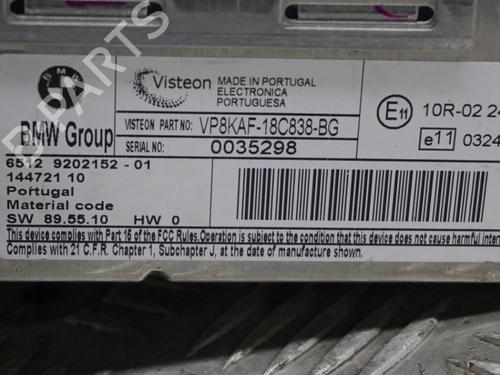 BMW
BMW Group
Visteon
MADE IN PORTUGAL
ELECTRONICA
PORTUGUESA
VISTEON PART NO: VP8KAF-18C838-BG
SERIAL NO: 0035298
E11 10R-02 24
e11 0324
6512 9202152 - 01
144721 10
Portugal
Material code
SW 89.55.10 HW 0
This device complies with Part 15 of the FCC Rules.Operation is subject to the condition that this device does not cause harmful interf
Complies with 21 C.F.R. Chapter 1, Subchapter J, at the date of manufacture shown.
B-PARTS